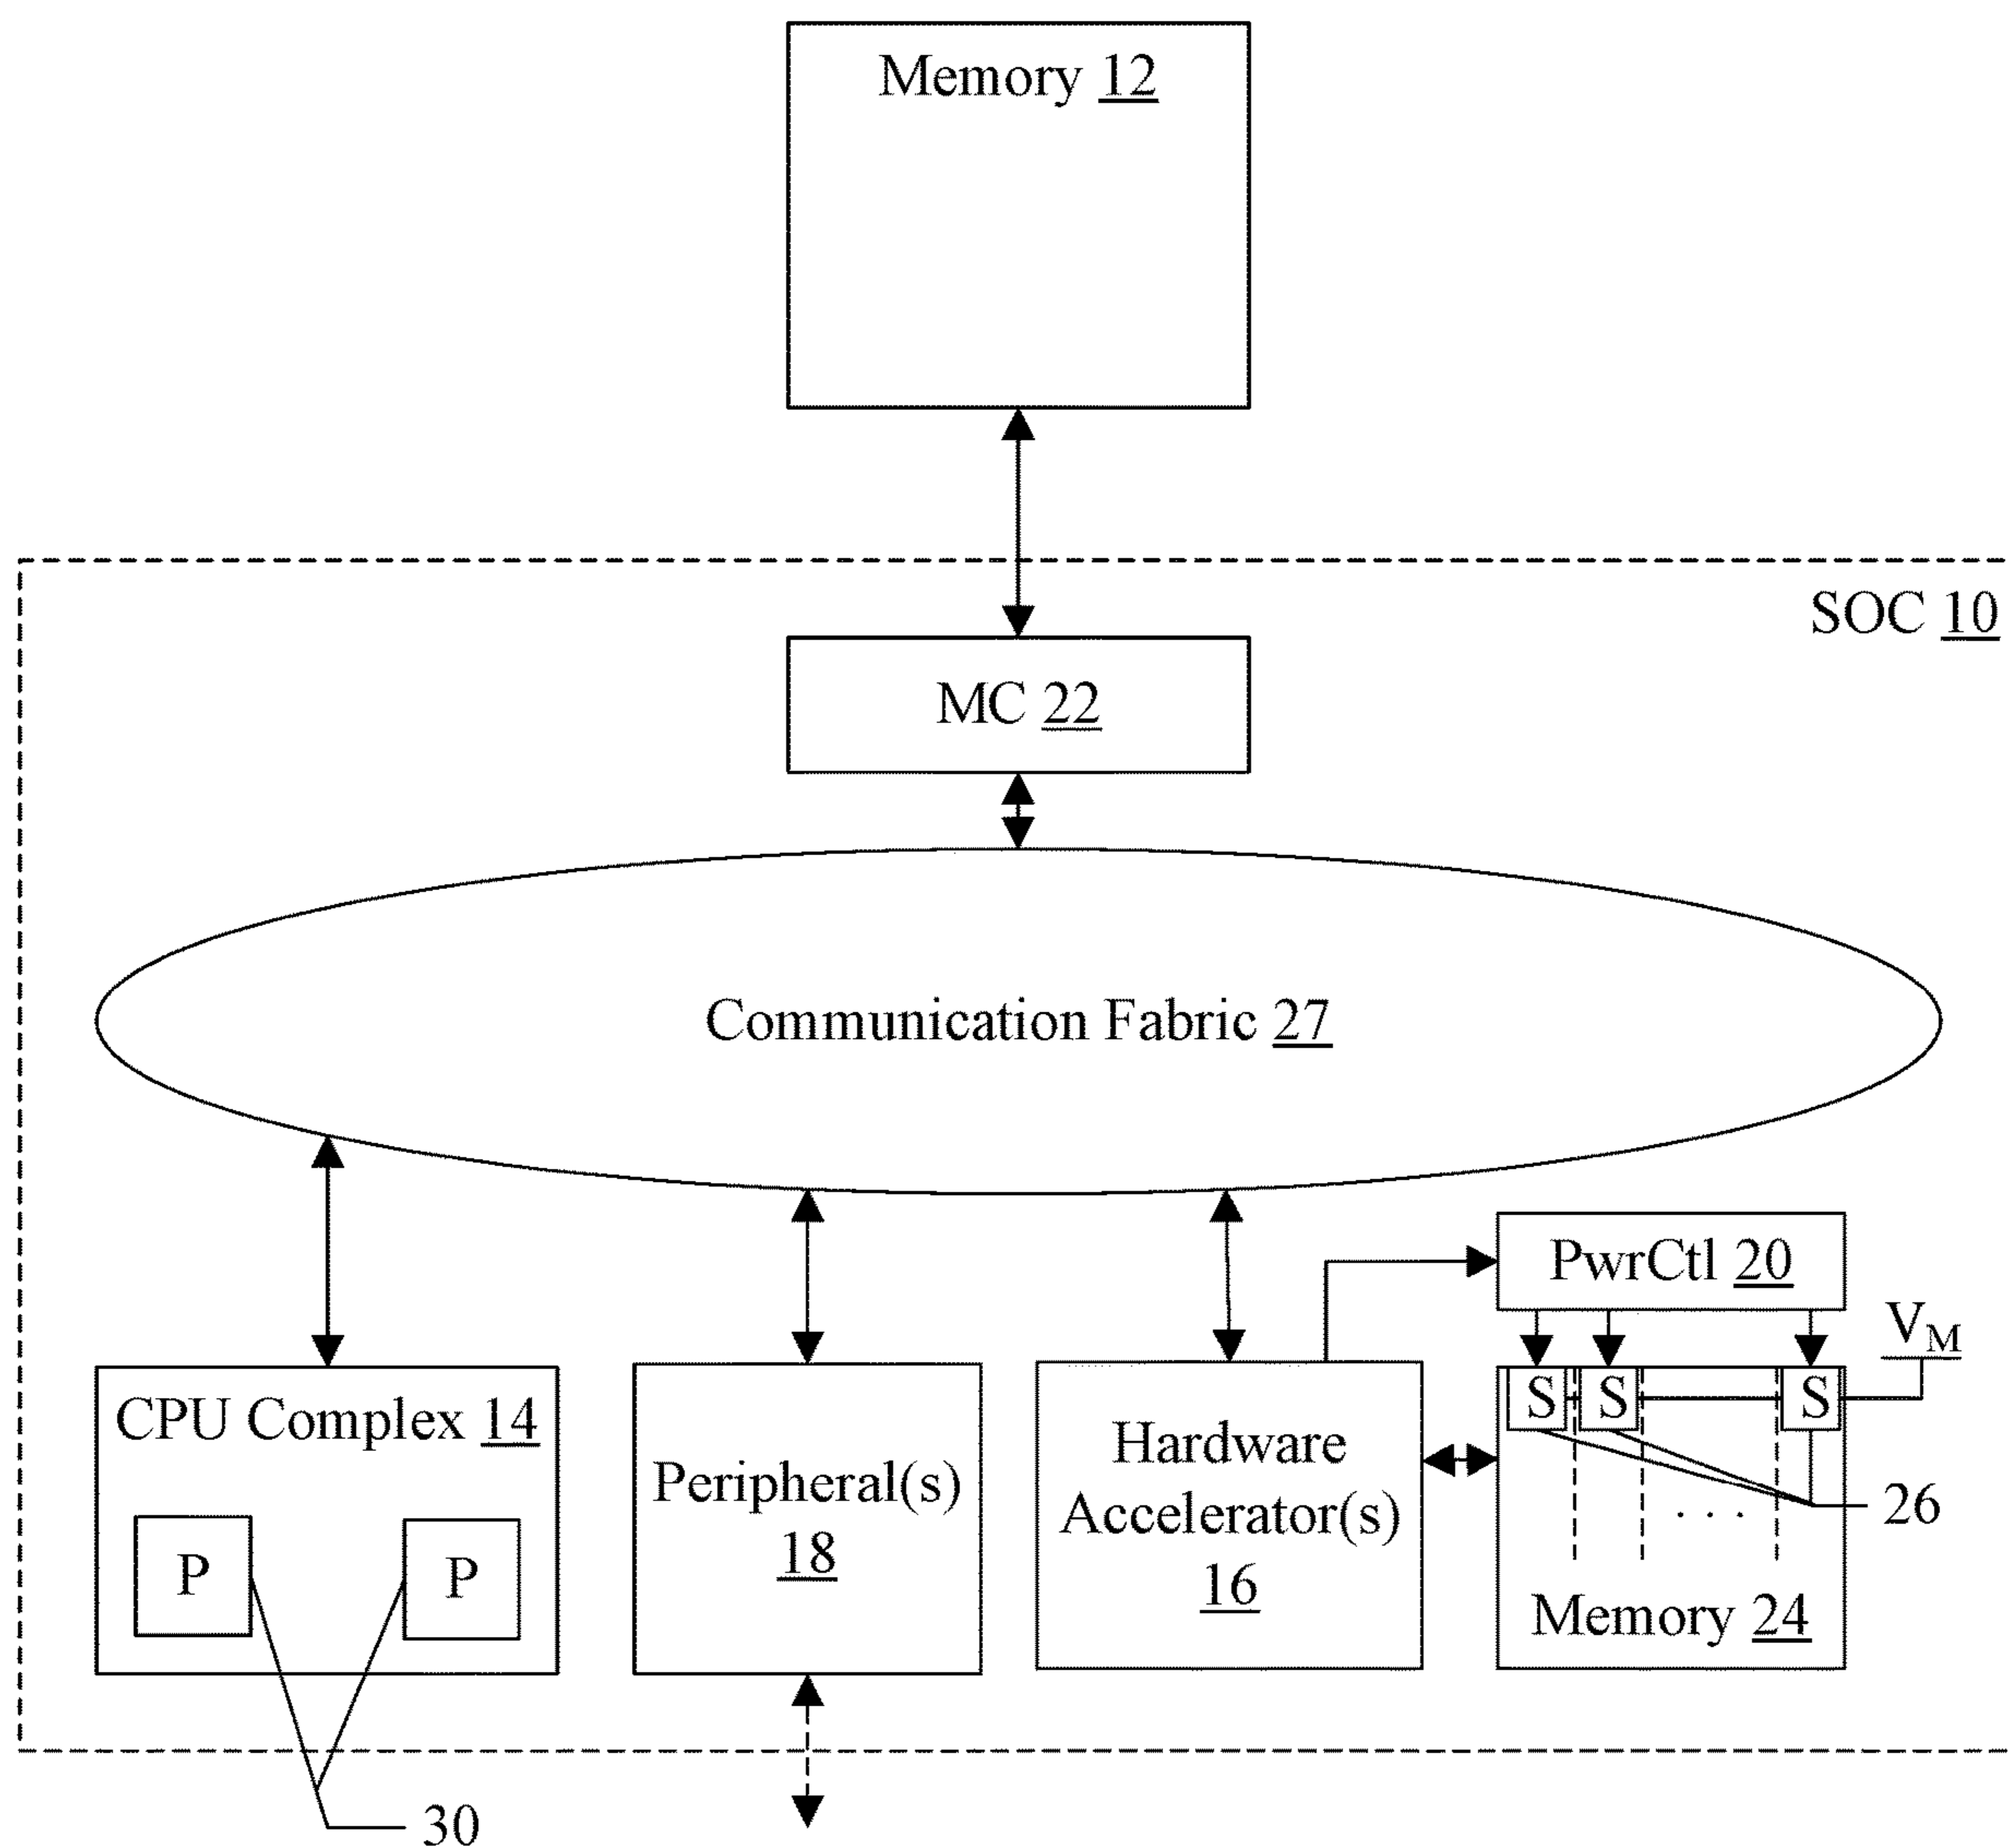 Memory 12
SOC 10
MC 22
Communication Fabric 27
PwrCtl 20
VM
CPU Complex 14
P
P
Peripheral(s)
18
Hardware
Accelerator(s)
16
S S S
. . .
26
Memory 24
30